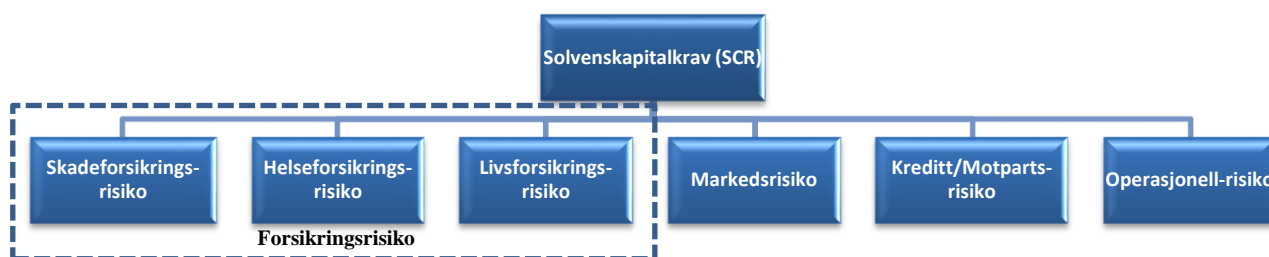 Solvenskapitalkrav (SCR)
Skadeforsikrings-
risiko
Helseforsikrings-
risiko
Livsforsikrings-
risiko
Markedsrisiko
Kreditt/Motparts-
risiko
Operasjonell-risiko
Forsikringsrisiko